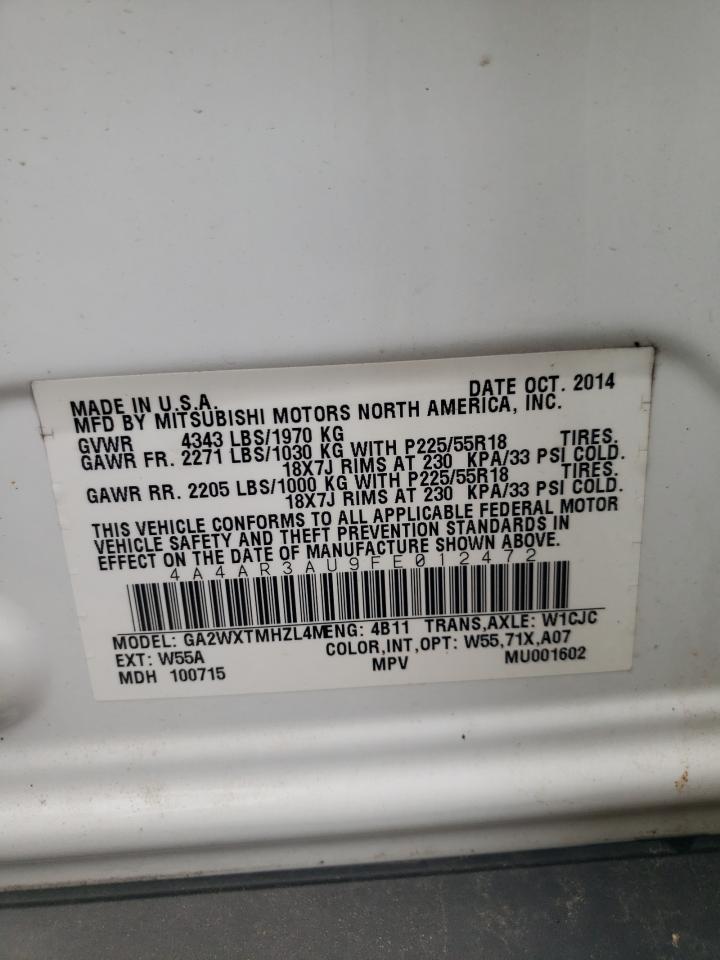 MADE IN U.S.A. DATE OCT. 2014
MFD BY MITSUBISHI MOTORS NORTH AMERICA, INC.
GVWR 4343 LBS/1970 KG
GAWR FR. 2271 LBS/1030 KG WITH P225/55R18 TIRES.
18X7J RIMS AT 230 KPA/33 PSI COLD.
GAWR RR. 2205 LBS/1000 KG WITH P225/55R18 TIRES.
18X7J RIMS AT 230 KPA/33 PSI COLD.
THIS VEHICLE CONFORMS TO ALL APPLICABLE FEDERAL MOTOR
VEHICLE SAFETY AND THEFT PREVENTION STANDARDS IN
EFFECT ON THE DATE OF MANUFACTURE SHOWN ABOVE.
4A4AR3AU9FE012472
MODEL: GA2WXTMHZL4M ENG: 4B11 TRANS,AXLE: W1CJC
EXT: W55A COLOR,INT,OPT: W55,71X,A07
MDH 100715 MPV MU001602